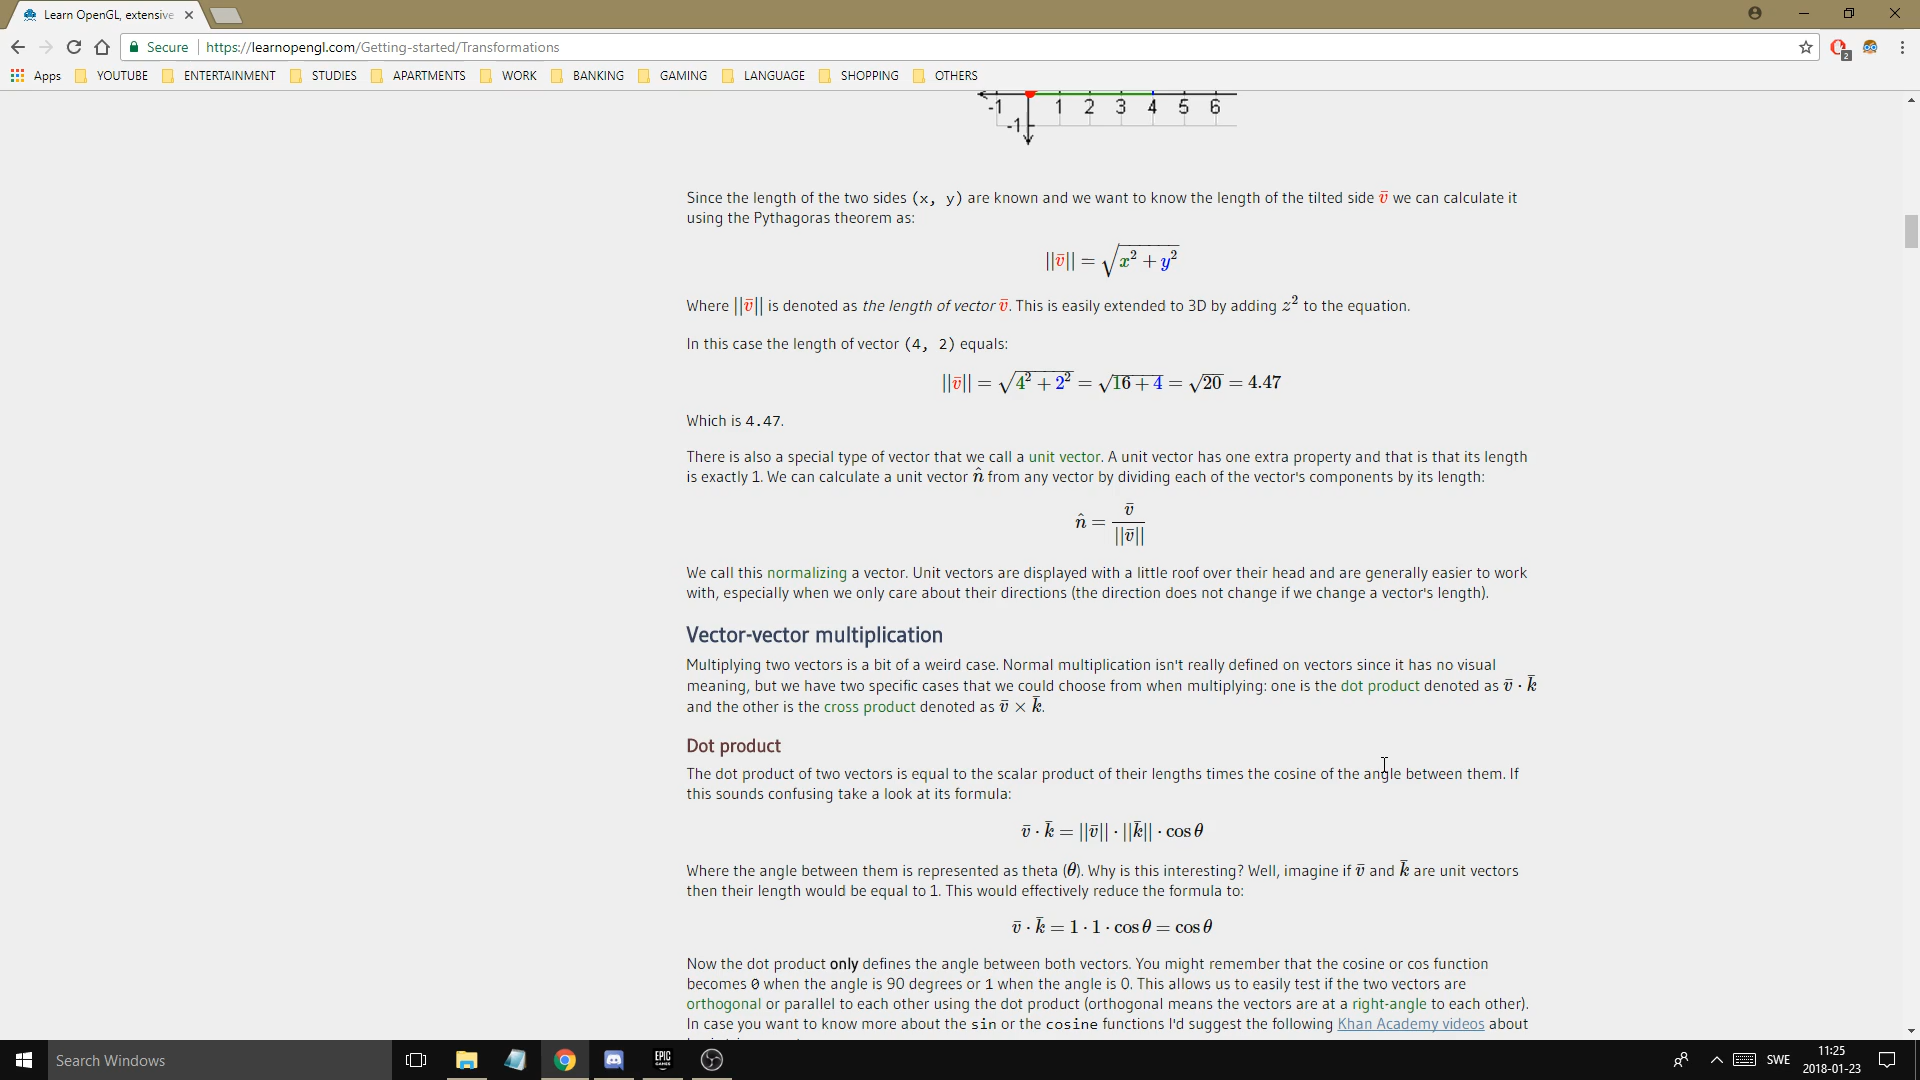 Learn OpenGL, extensive
Secure https://learnopengl.com/Getting-started/Transformations
2
Apps YOUTUBE ENTERTAINMENT STUDIES APARTMENTS WORK BANKING GAMING LANGUAGE SHOPPING OTHERS
-1 1 2 3 4 5 6
-1
Since the length of the two sides (x, y) are known and we want to know the length of the tilted side v̄ we can calculate it
using the Pythagoras theorem as:
||v̄|| = √(x² + y²)
Where ||v̄|| is denoted as the length of vector v̄. This is easily extended to 3D by adding z² to the equation.
In this case the length of vector (4, 2) equals:
||v̄|| = √(4² + 2²) = √(16 + 4) = √20 = 4.47
Which is 4.47.
There is also a special type of vector that we call a unit vector. A unit vector has one extra property and that is that its length
is exactly 1. We can calculate a unit vector n̂ from any vector by dividing each of the vector's components by its length:
n̂ = v̄ / ||v̄||
We call this normalizing a vector. Unit vectors are displayed with a little roof over their head and are generally easier to work
with, especially when we only care about their directions (the direction does not change if we change a vector's length).
Vector-vector multiplication
Multiplying two vectors is a bit of a weird case. Normal multiplication isn't really defined on vectors since it has no visual
meaning, but we have two specific cases that we could choose from when multiplying: one is the dot product denoted as v̄ · k̄
and the other is the cross product denoted as v̄ × k̄.
Dot product
The dot product of two vectors is equal to the scalar product of their lengths times the cosine of the angle between them. If
this sounds confusing take a look at its formula:
v̄ · k̄ = ||v̄|| · ||k̄|| · cos θ
Where the angle between them is represented as theta (θ). Why is this interesting? Well, imagine if v̄ and k̄ are unit vectors
then their length would be equal to 1. This would effectively reduce the formula to:
v̄ · k̄ = 1 · 1 · cos θ = cos θ
Now the dot product only defines the angle between both vectors. You might remember that the cosine or cos function
becomes 0 when the angle is 90 degrees or 1 when the angle is 0. This allows us to easily test if the two vectors are
orthogonal or parallel to each other using the dot product (orthogonal means the vectors are at a right-angle to each other).
In case you want to know more about the sin or the cosine functions I'd suggest the following Khan Academy videos about
Search Windows
EPIC GAMES
SWE
11:25
2018-01-23